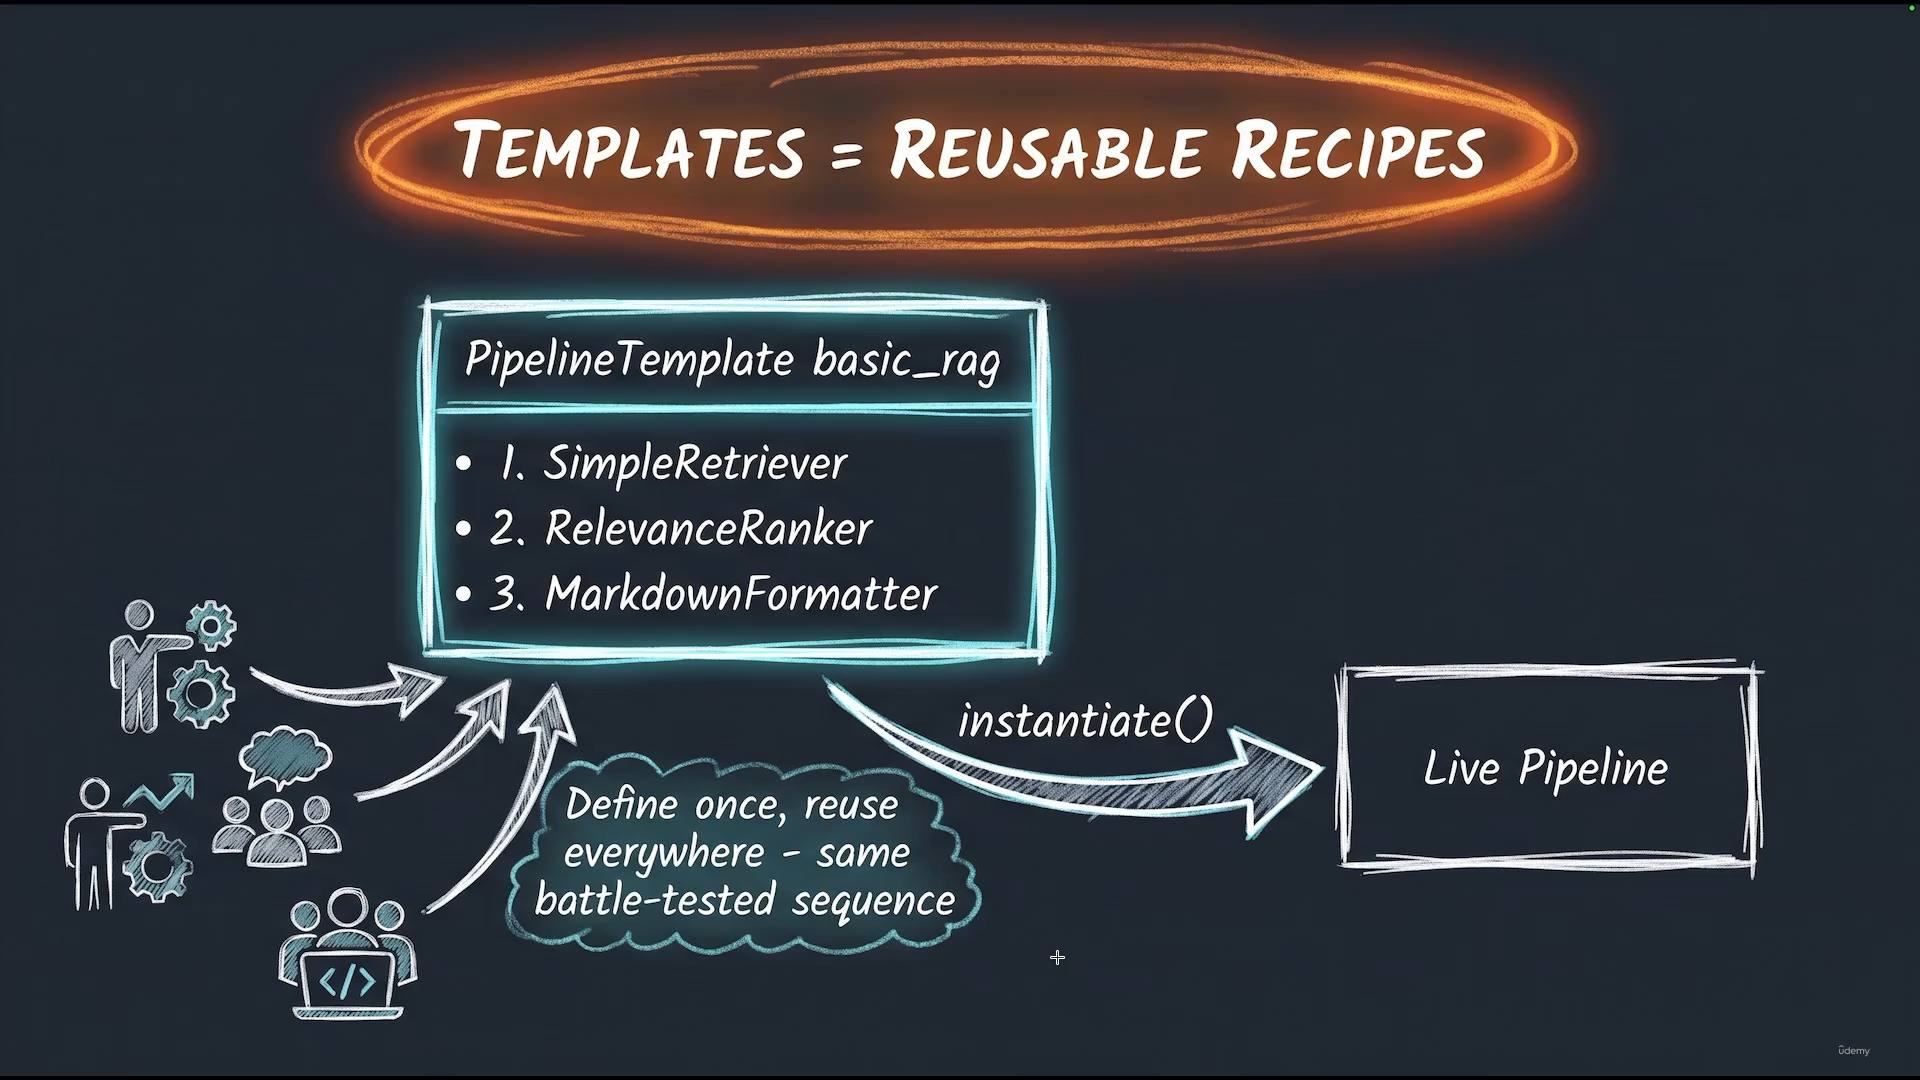 TEMPLATES = REUSABLE RECIPES
PipelineTemplate basic_rag
• 1. SimpleRetriever
• 2. RelevanceRanker
• 3. MarkdownFormatter
instantiate()
Live Pipeline
Define once, reuse
everywhere - same
battle-tested sequence
</>
udemy